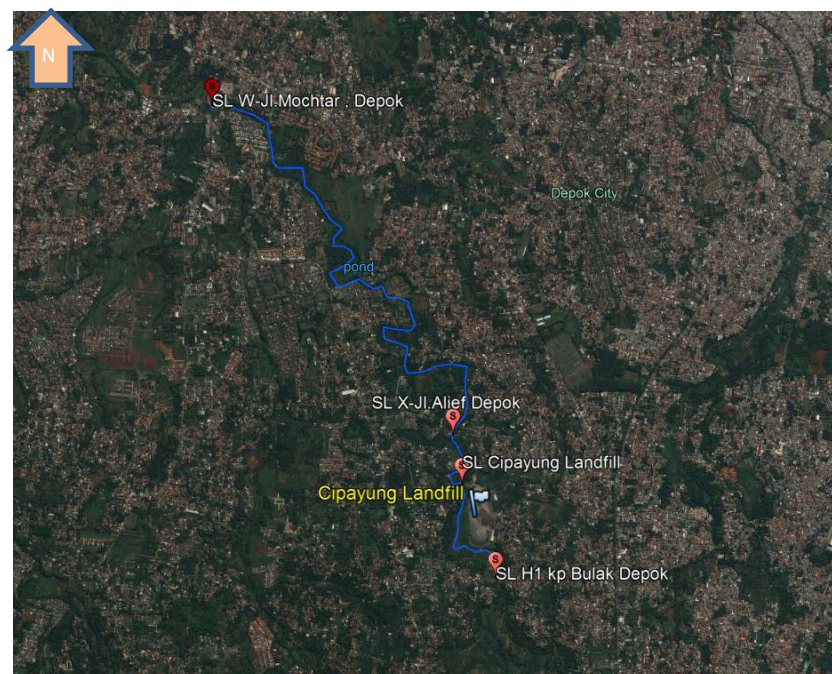 N
SL W-Jl.Mochtar , Depok
Depok City
pond
SL X-Jl.Alief Depok
SL Cipayung Landfill
Cipayung Landfill
SL H1 kp Bulak Depok